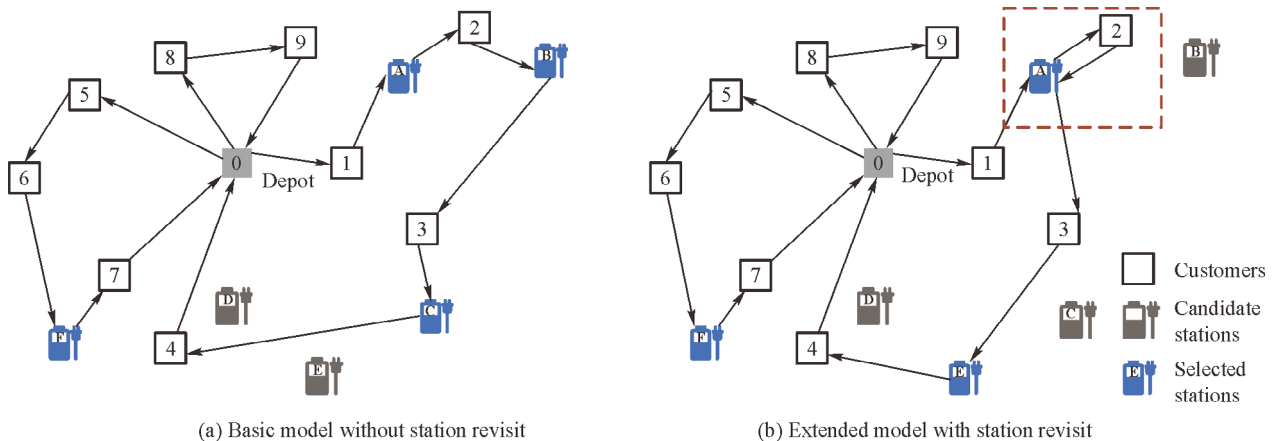 8
9
A
2
B
5
0
Depot
1
6
3
7
D
C
F
4
E
(a) Basic model without station revisit
8
9
A
2
B
5
0
Depot
1
6
3
7
D
F
4
E
Customers
C
Candidate
stations
E
Selected
stations
(b) Extended model with station revisit